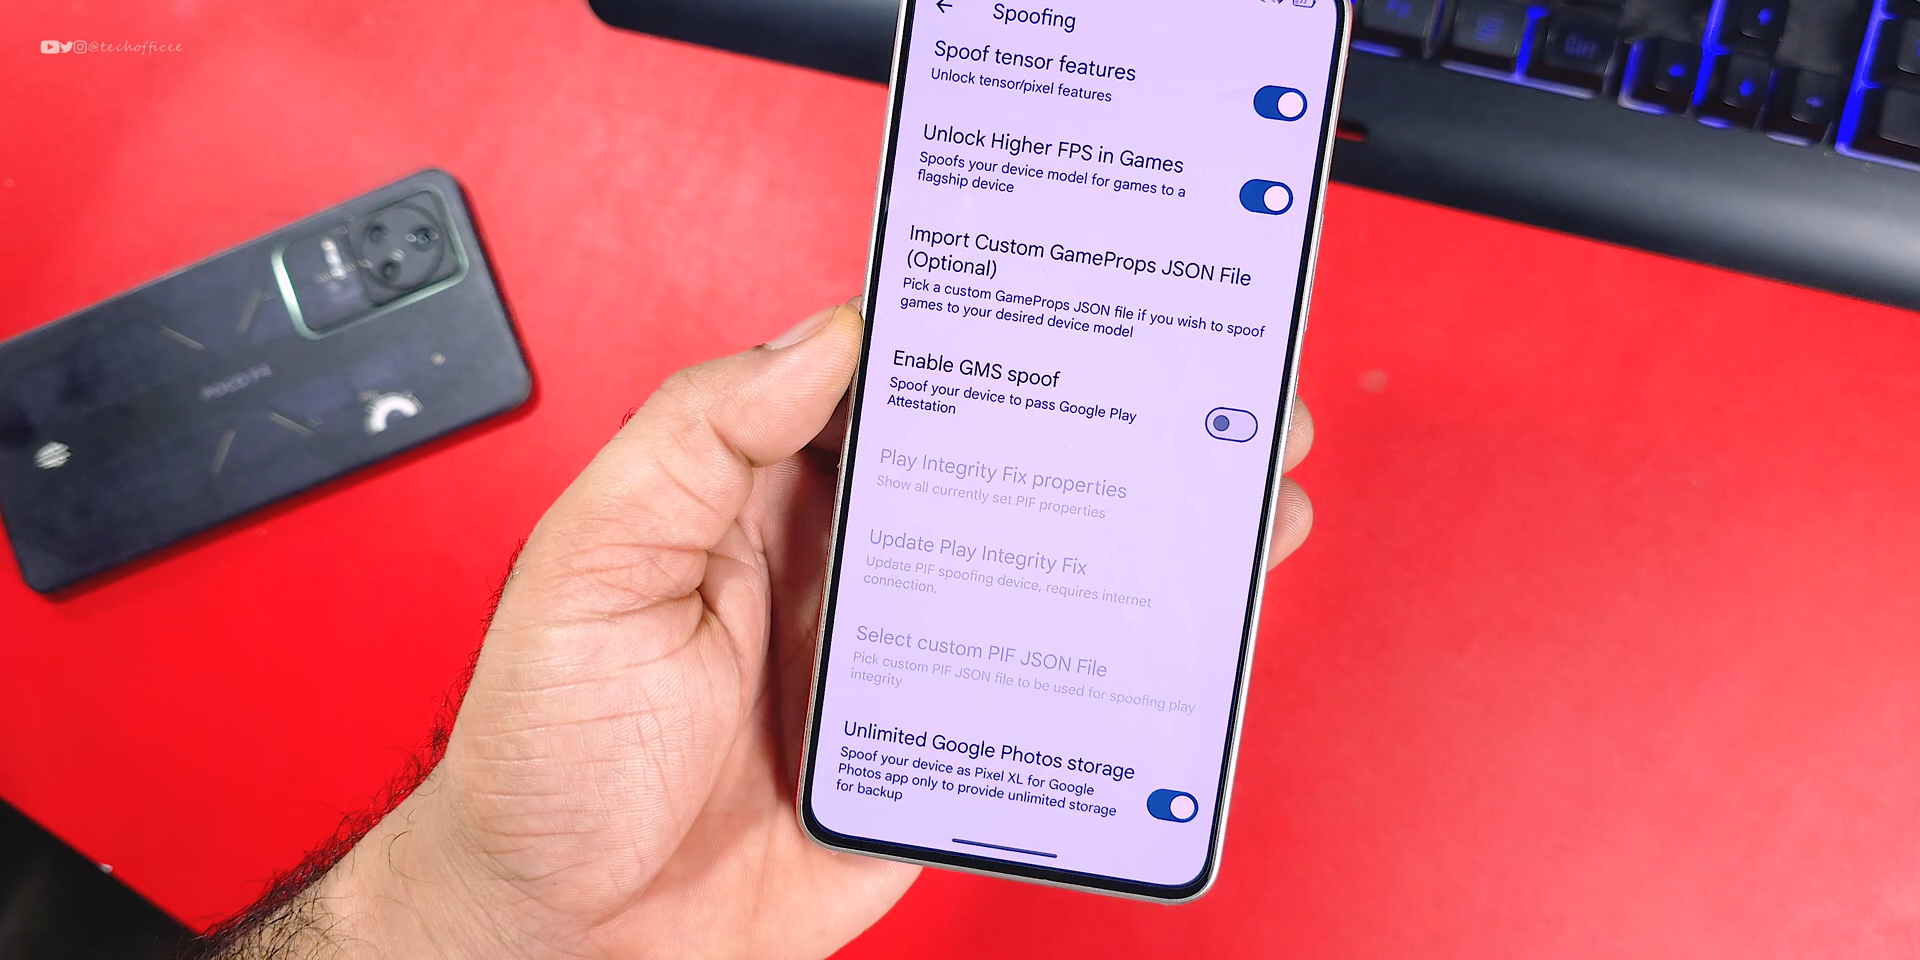 @techofficee
Spoofing
Spoof tensor features
Unlock tensor/pixel features
Unlock Higher FPS in Games
Spoofs your device model for games to a
flagship device
Import Custom GameProps JSON File
(Optional)
Pick a custom GameProps JSON file if you wish to spoof
games to your desired device model
Enable GMS spoof
Spoof your device to pass Google Play
Attestation
Play Integrity Fix properties
Show all currently set PIF properties
Update Play Integrity Fix
Update PIF spoofing device, requires internet
connection.
Select custom PIF JSON File
Pick custom PIF JSON file to be used for spoofing play
integrity
Unlimited Google Photos storage
Spoof your device as Pixel XL for Google
Photos app only to provide unlimited storage
for backup
Fn
Ctrl